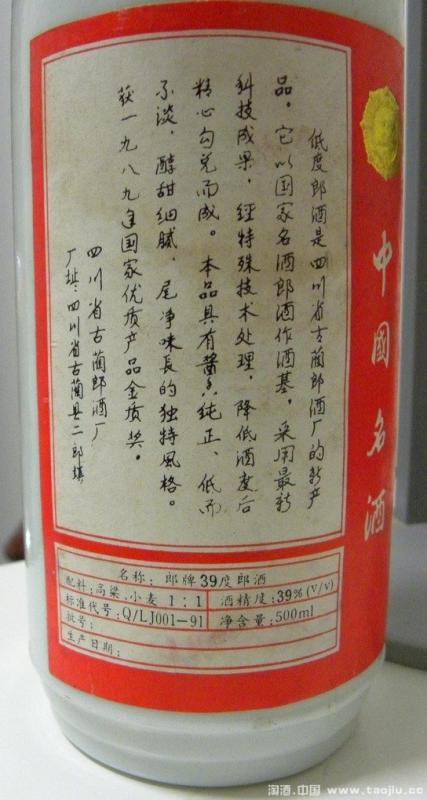 低度郎酒是四川省古蔺郎酒厂的新产
品，它以国家名酒郎酒作酒基，采用最新
科技成果，经特殊技术处理，降低酒度后
精心勾兑而成。本品具有酱香纯正、低而
不淡，醇甜细腻，尾净味长的独特风格。
获一九八九年国家优质产品金质奖。
四川省古蔺郎酒厂
厂址：四川省古蔺县二郎镇
中國名酒
名称：郎牌39度郎酒
配料：高梁、小麦 1：1 酒精度：39%(V/V)
标准代号：Q/LJ001-91 净含量：500ml
批号：
生产日期：
淘酒.中国 www.taojiu.cc